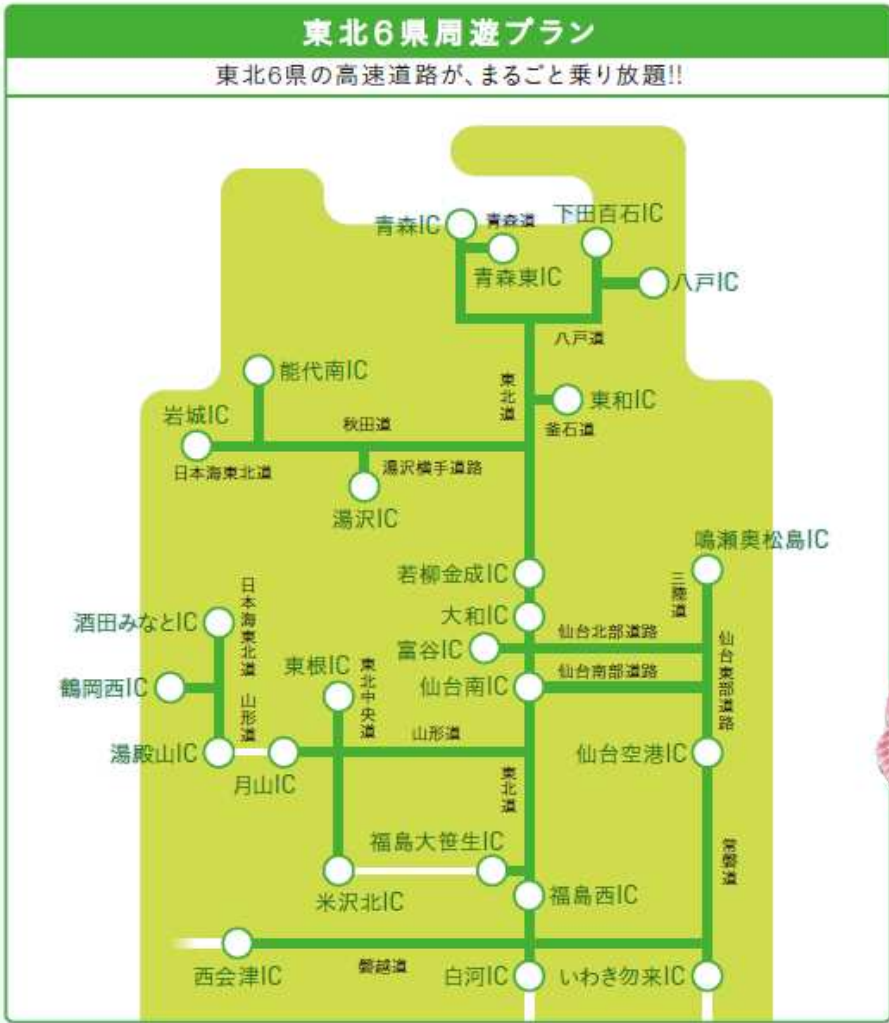 東北6県周遊プラン
東北6県の高速道路が、まるごと乗り放題!!
青森IC
青森道
下田百石IC
青森東IC
八戸IC
八戸道
能代南IC
東北道
東和IC
岩城IC
秋田道
釜石道
日本海東北道
湯沢横手道路
湯沢IC
鳴瀬奥松島IC
若柳金成IC
三陸道
日本海東北道
酒田みなとIC
大和IC
仙台北部道路
富谷IC
仙台東部道路
東根IC
東北中央道
鶴岡西IC
仙台南IC
仙台南部道路
山形道
山形道
湯殿山IC
仙台空港IC
月山IC
東北道
福島大笹生IC
常磐道
米沢北IC
福島西IC
西会津IC
磐越道
白河IC
いわき勿来IC